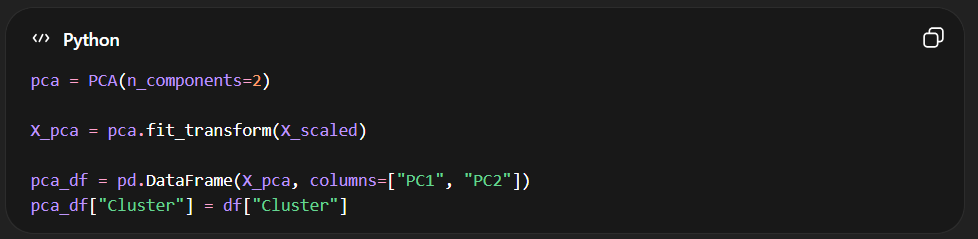 Python
pca = PCA(n_components=2)
X_pca = pca.fit_transform(X_scaled)
pca_df = pd.DataFrame(X_pca, columns=["PC1", "PC2"])
pca_df["Cluster"] = df["Cluster"]